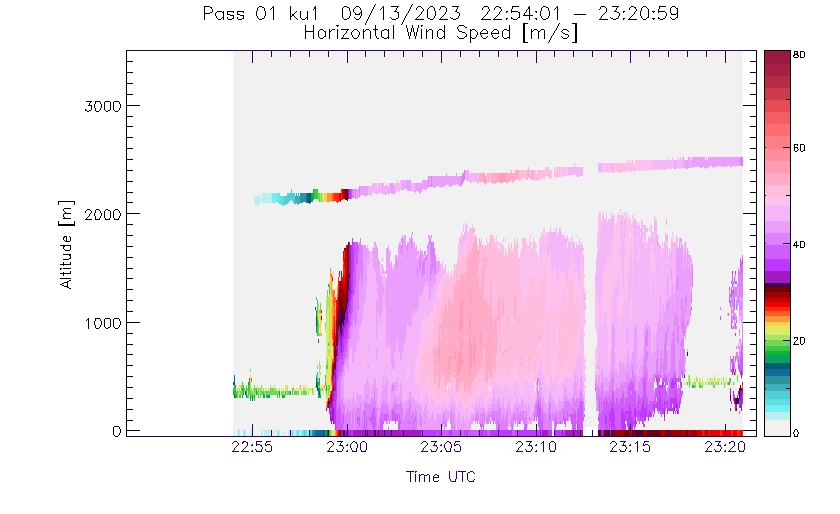 Pass 01 ku1 09/13/2023 22:54:01 – 23:20:59
Horizontal Wind Speed [m/s]
80
3000
60
Altitude [m]
2000
40
1000
20
0
0
22:55 23:00 23:05 23:10 23:15 23:20
Time UTC